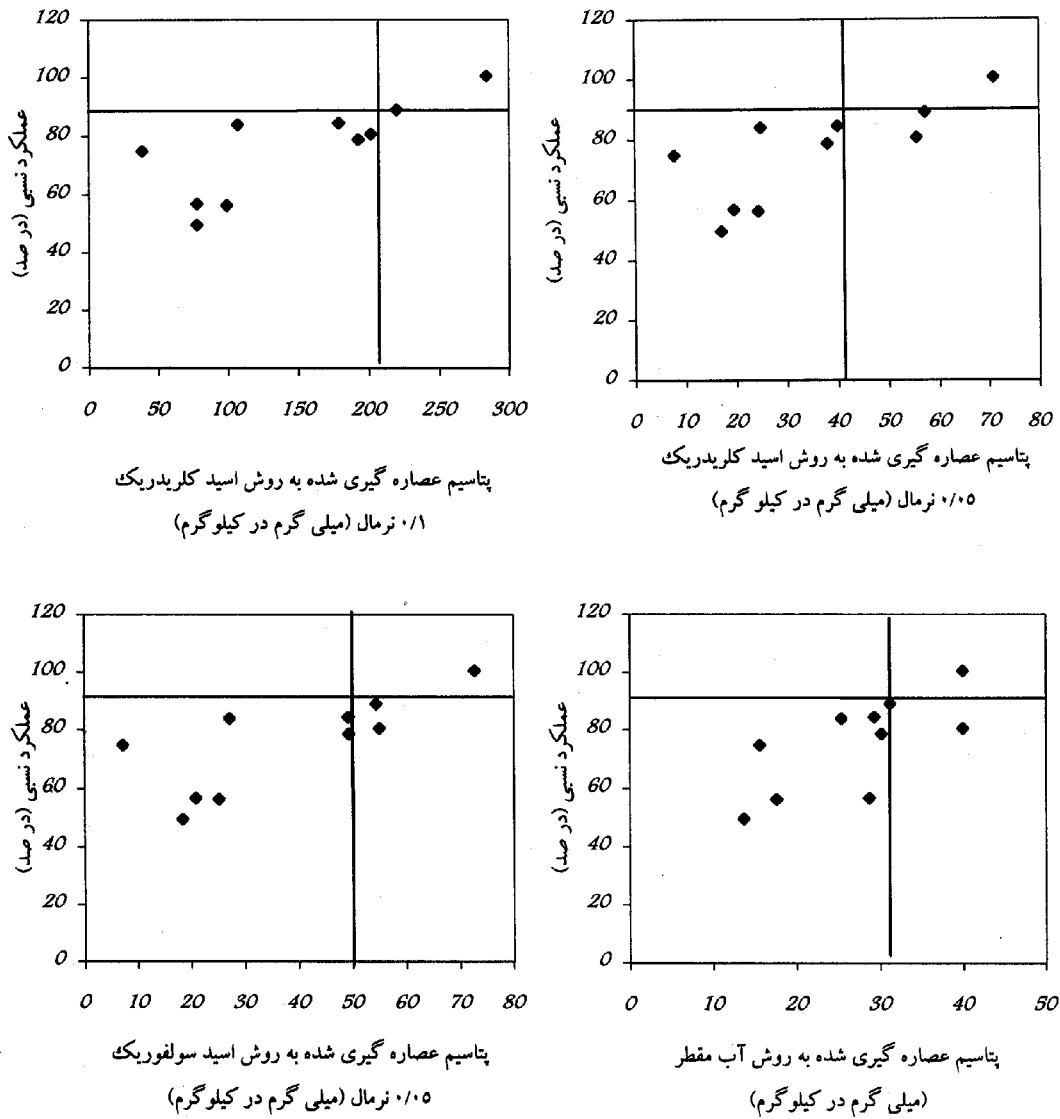 120
100
80
60
40
20
0
عملکرد نسبی (در صد)
0 50 100 150 200 250 300
پتاسیم عصاره گیری شده به روش اسید کلریدریک
۰/۱ نرمال (میلی گرم در کیلوگرم)
120
100
80
60
40
20
0
عملکرد نسبی (در صد)
0 10 20 30 40 50 60 70 80
پتاسیم عصاره گیری شده به روش اسید کلریدریک
۰/۰۵ نرمال (میلی گرم در کیلو گرم)
120
100
80
60
40
20
0
عملکرد نسبی (در صد)
0 10 20 30 40 50 60 70 80
پتاسیم عصاره گیری شده به روش اسید سولفوریک
۰/۰۵ نرمال (میلی گرم در کیلوگرم)
120
100
80
60
40
20
0
عملکرد نسبی (در صد)
0 10 20 30 40 50
پتاسیم عصاره گیری شده به روش آب مقطر
(میلی گرم در کیلوگرم)